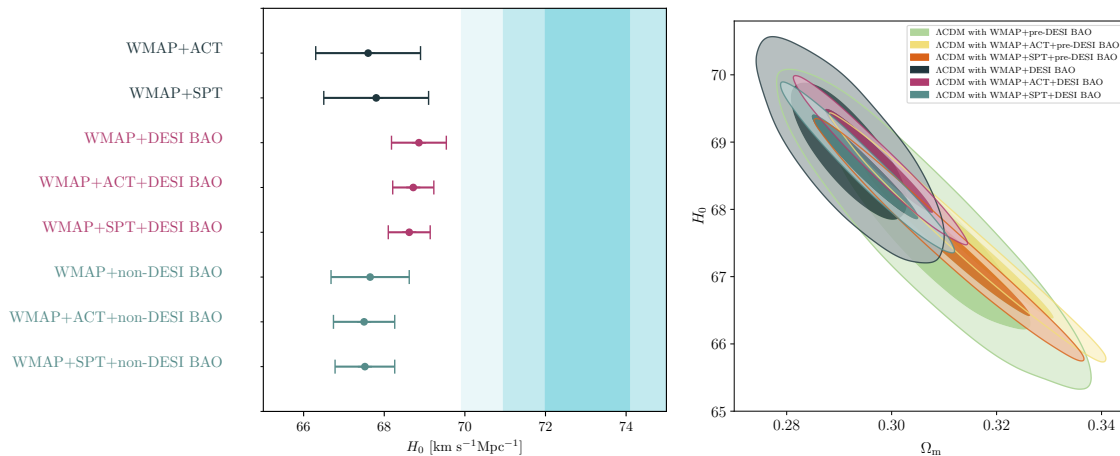 WMAP+ACT
WMAP+SPT
WMAP+DESI BAO
WMAP+ACT+DESI BAO
WMAP+SPT+DESI BAO
WMAP+non-DESI BAO
WMAP+ACT+non-DESI BAO
WMAP+SPT+non-DESI BAO
66 68 70 72 74
H₀ [km s⁻¹Mpc⁻¹]
ΛCDM with WMAP+pre-DESI BAO
ΛCDM with WMAP+ACT+pre-DESI BAO
ΛCDM with WMAP+SPT+pre-DESI BAO
ΛCDM with WMAP+DESI BAO
ΛCDM with WMAP+ACT+DESI BAO
ΛCDM with WMAP+SPT+DESI BAO
70
69
68
67
66
65
H₀
0.28 0.30 0.32 0.34
Ωₘ